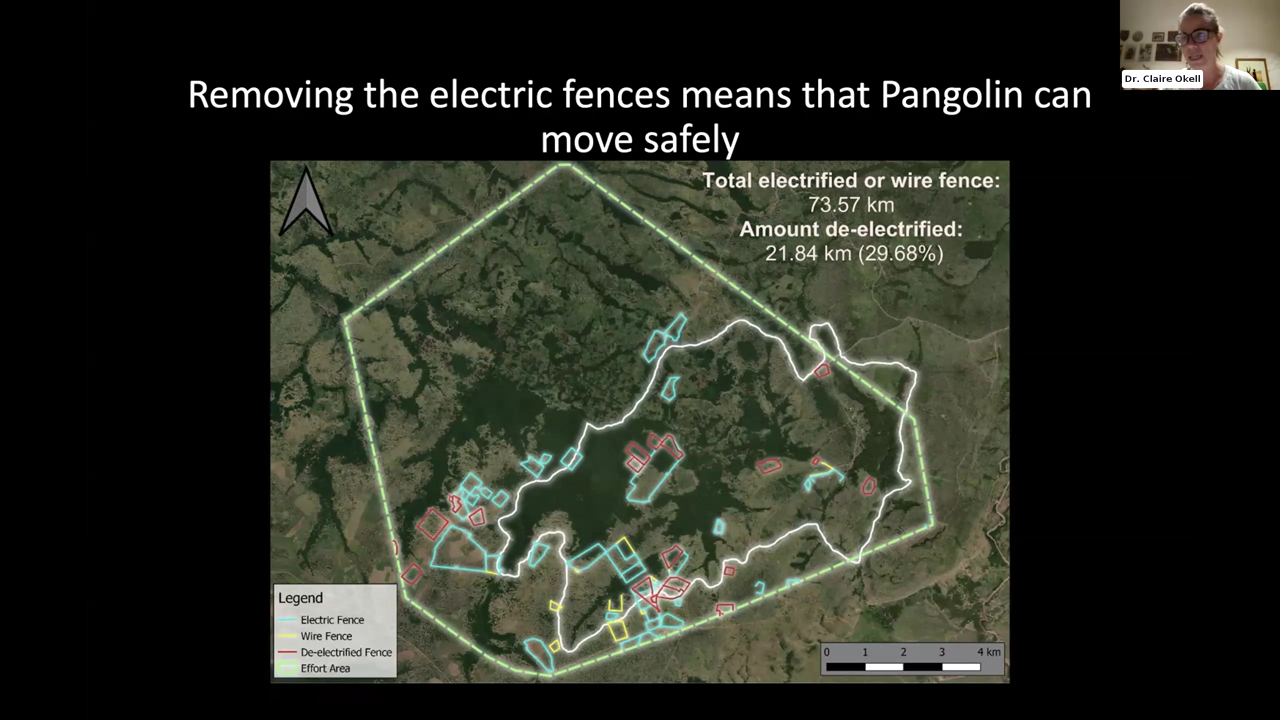 Dr. Claire Okell
Removing the electric fences means that Pangolin can
move safely
Total electrified or wire fence:
73.57 km
Amount de-electrified:
21.84 km (29.68%)
Legend
Electric Fence
Wire Fence
De-electrified Fence
Effort Area
0 1 2 3 4 km